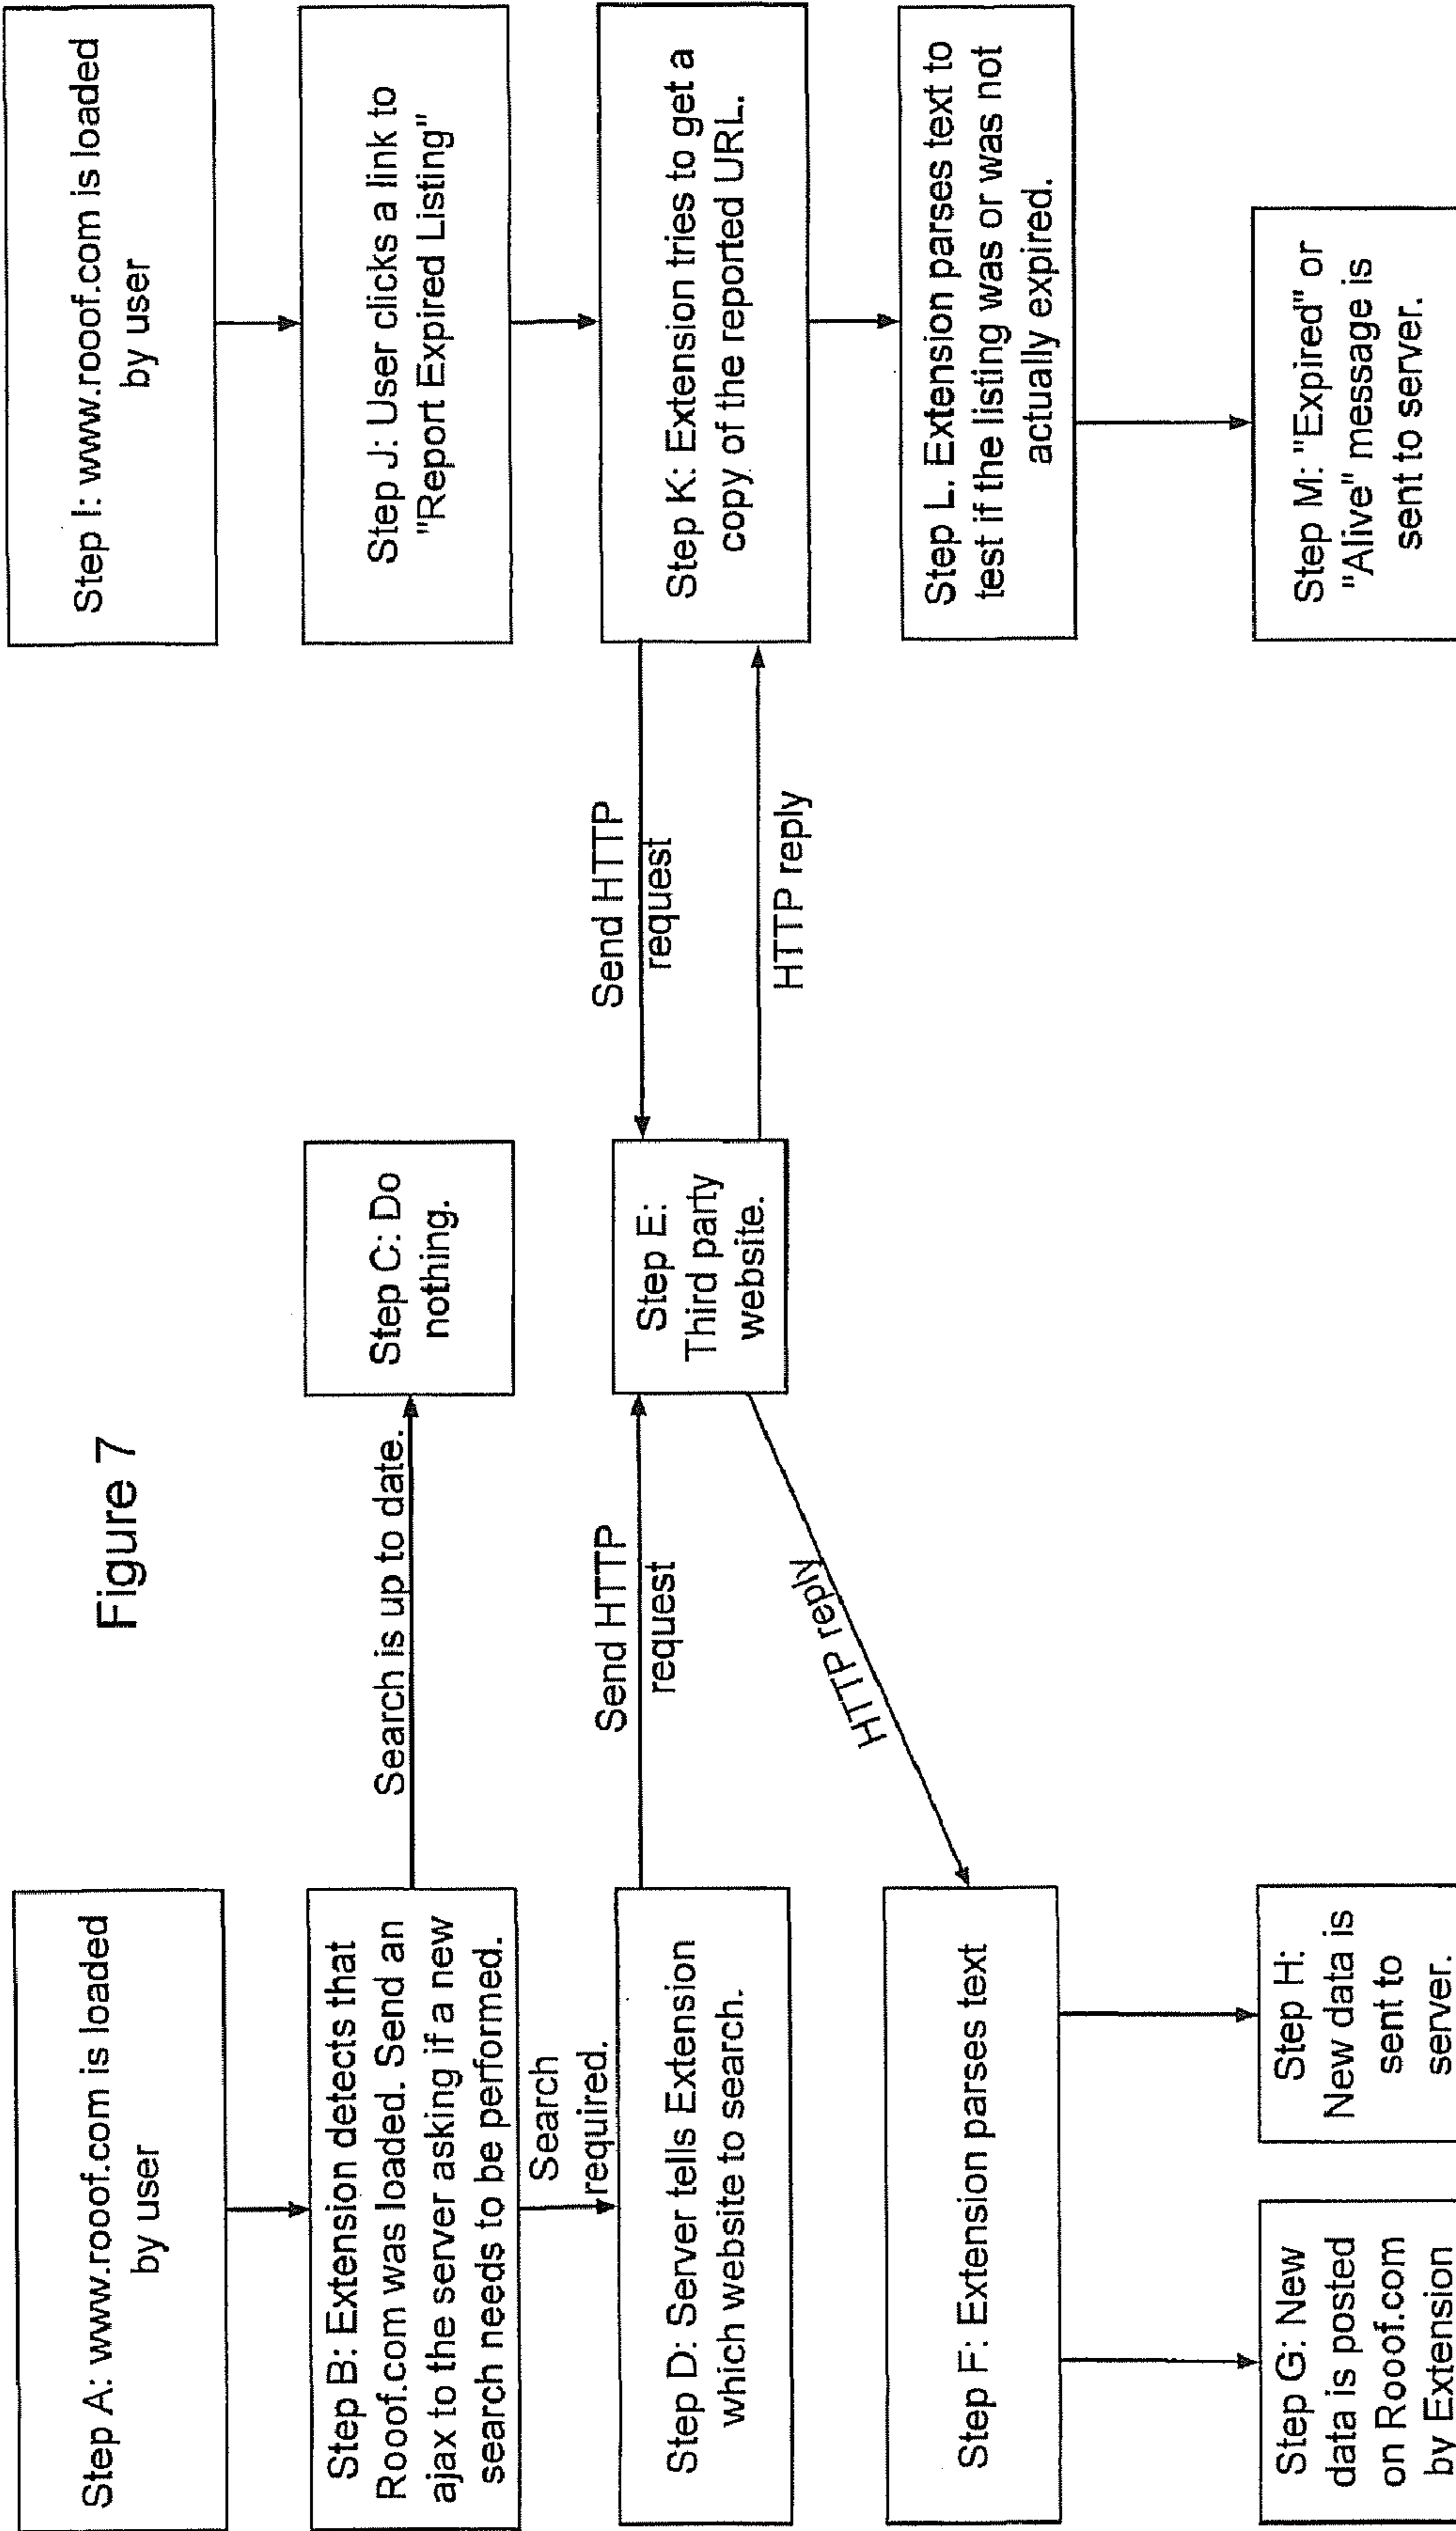 Figure 7
Step A: www.rooof.com is loaded
by user
Step B: Extension detects that
Rooof.com was loaded. Send an
ajax to the server asking if a new
search needs to be performed.
Search is up to date.
Step C: Do
nothing.
Search
required.
Step D: Server tells Extension
which website to search.
Send HTTP
request
Step E:
Third party
website.
HTTP reply
Step F: Extension parses text
Step G: New
data is posted
on Rooof.com
by Extension
Step H:
New data is
sent to
server.
Step I: www.rooof.com is loaded
by user
Step J: User clicks a link to
"Report Expired Listing"
Step K: Extension tries to get a
copy of the reported URL.
Send HTTP
request
HTTP reply
Step L. Extension parses text to
test if the listing was or was not
actually expired.
Step M: "Expired" or
"Alive" message is
sent to server.